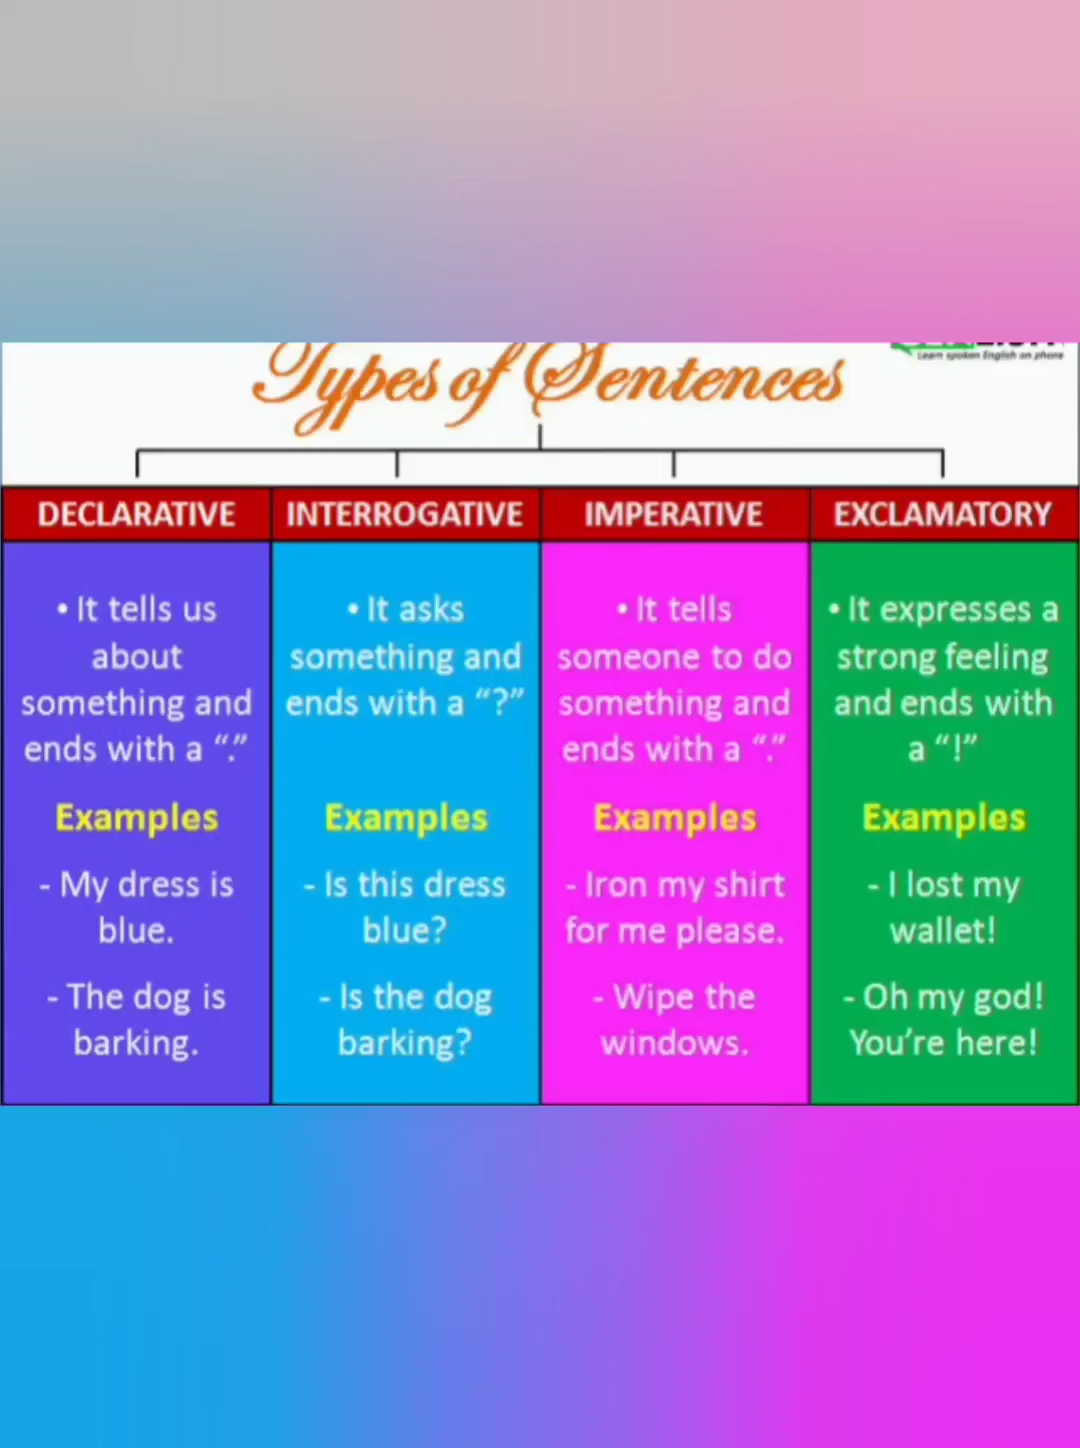 Types of Sentences
Learn spoken English on phone
DECLARATIVE
• It tells us
about
something and
ends with a “.”
Examples
- My dress is
blue.
- The dog is
barking.
INTERROGATIVE
• It asks
something and
ends with a “?”
Examples
- Is this dress
blue?
- Is the dog
barking?
IMPERATIVE
• It tells
someone to do
something and
ends with a “.”
Examples
- Iron my shirt
for me please.
- Wipe the
windows.
EXCLAMATORY
• It expresses a
strong feeling
and ends with
a “!”
Examples
- I lost my
wallet!
- Oh my god!
You’re here!